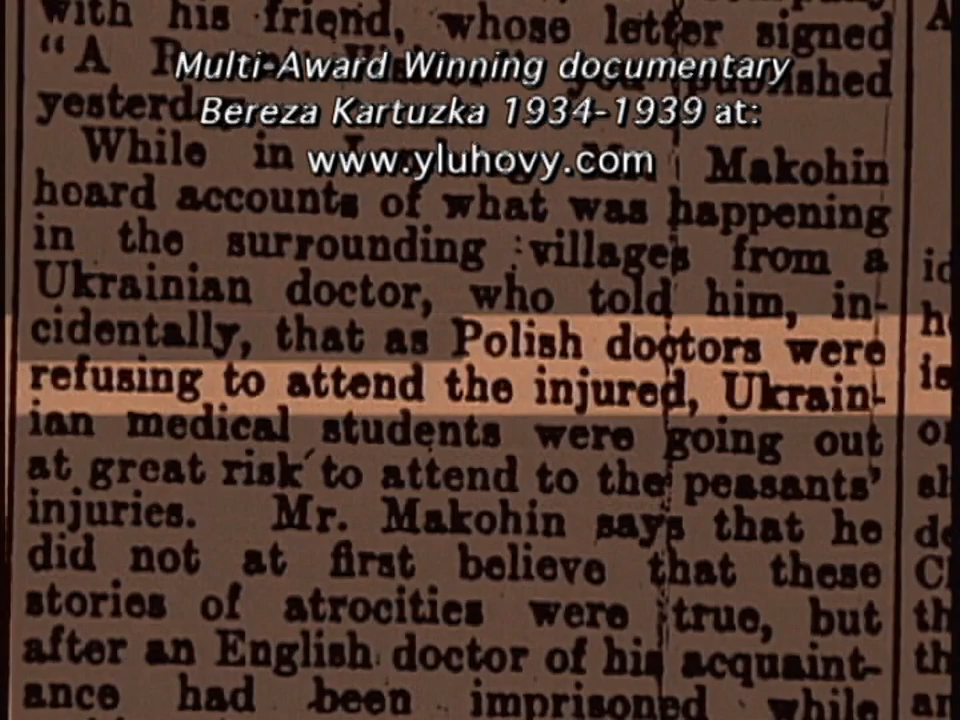 with his friend, whose letter signed
Multi-Award Winning documentary
“A published
Bereza Kartuzka 1934-1939 at:
www.yluhovy.com
While in Makohin
heard accounts of what was happening
in the surrounding villages from a
Ukrainian doctor, who told him, in-
cidentally, that as Polish doctors were
refusing to attend the injured, Ukrain-
ian medical students were going out
at great risk to attend to the peasants’
injuries. Mr. Makohin says that he
did not at first believe that these
stories of atrocities were true, but
after an English doctor of his acquaint-
ance had been imprisoned while